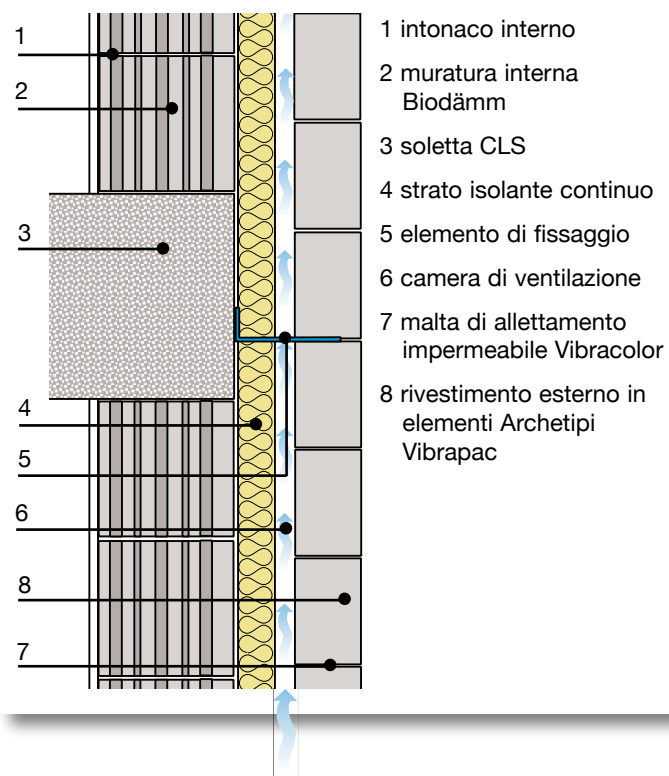 1
2
3
4
5
6
8
7
1 intonaco interno
2 muratura interna
Biodämm
3 soletta CLS
4 strato isolante continuo
5 elemento di fissaggio
6 camera di ventilazione
7 malta di allettamento
impermeabile Vibracolor
8 rivestimento esterno in
elementi Archetipi
Vibrapac